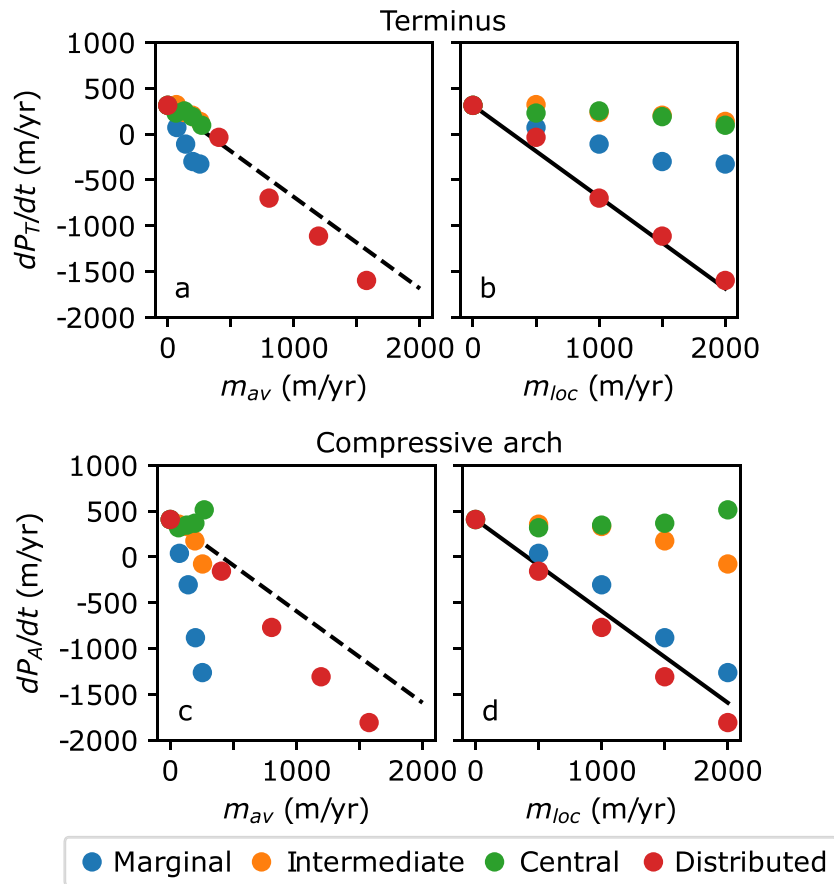 Terminus
dP_T/dt (m/yr)
1000
500
0
-500
-1000
-1500
-2000
a
b
0 1000 2000
0 1000 2000
m_av (m/yr)
m_loc (m/yr)
Compressive arch
dP_A/dt (m/yr)
1000
500
0
-500
-1000
-1500
-2000
c
d
0 1000 2000
0 1000 2000
m_av (m/yr)
m_loc (m/yr)
Marginal Intermediate Central Distributed